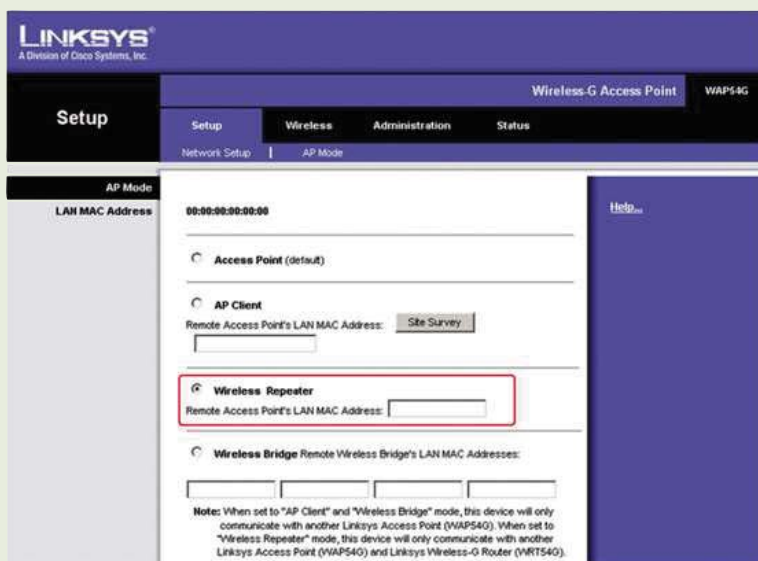 LINKSYS®
A Division of Cisco Systems, Inc.
Wireless-G Access Point WAP54G
Setup
Setup Wireless Administration Status
Network Setup | AP Mode
AP Mode
LAN MAC Address
00:00:00:00:00:00
Help...
Access Point (default)
AP Client
Remote Access Point's LAN MAC Address: Site Survey
Wireless Repeater
Remote Access Point's LAN MAC Address:
Wireless Bridge Remote Wireless Bridge's LAN MAC Addresses:
Note: When set to "AP Client" and "Wireless Bridge" mode, this device will only
communicate with another Linksys Access Point (WAP54G). When set to
"Wireless Repeater" mode, this device will only communicate with another
Linksys Access Point (WAP54G) and Linksys Wireless-G Router (WRT54G).